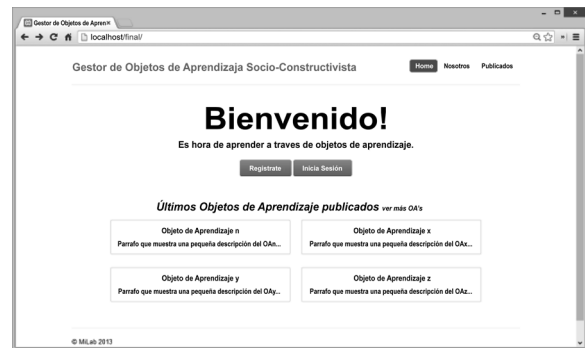 Gestor de Objetos de Apren
localhost/final/
Gestor de Objetos de Aprendizaja Socio-Constructivista
Home Nosotros Publicados
Bienvenido!
Es hora de aprender a traves de objetos de aprendizaje.
Registrate Inicia Sesión
Últimos Objetos de Aprendizaje publicados ver más OA's
Objeto de Aprendizaje n
Parrafo que muestra una pequeña descripción del OAn...
Objeto de Aprendizaje x
Parrafo que muestra una pequeña descripción del OAx...
Objeto de Aprendizaje y
Parrafo que muestra una pequeña descripción del OAy...
Objeto de Aprendizaje z
Parrafo que muestra una pequeña descripción del OAz...
© MiLab 2013